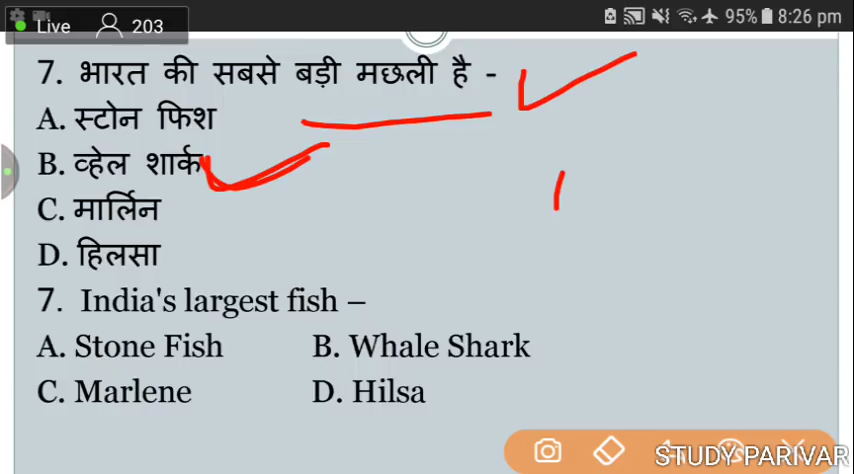 Live 203 95% 8:26 pm
7. भारत की सबसे बड़ी मछली है -
A. स्टोन फिश
B. व्हेल शार्क
C. मार्लिन
D. हिलसा
7. India's largest fish –
A. Stone Fish B. Whale Shark
C. Marlene D. Hilsa
STUDY PARIVAR